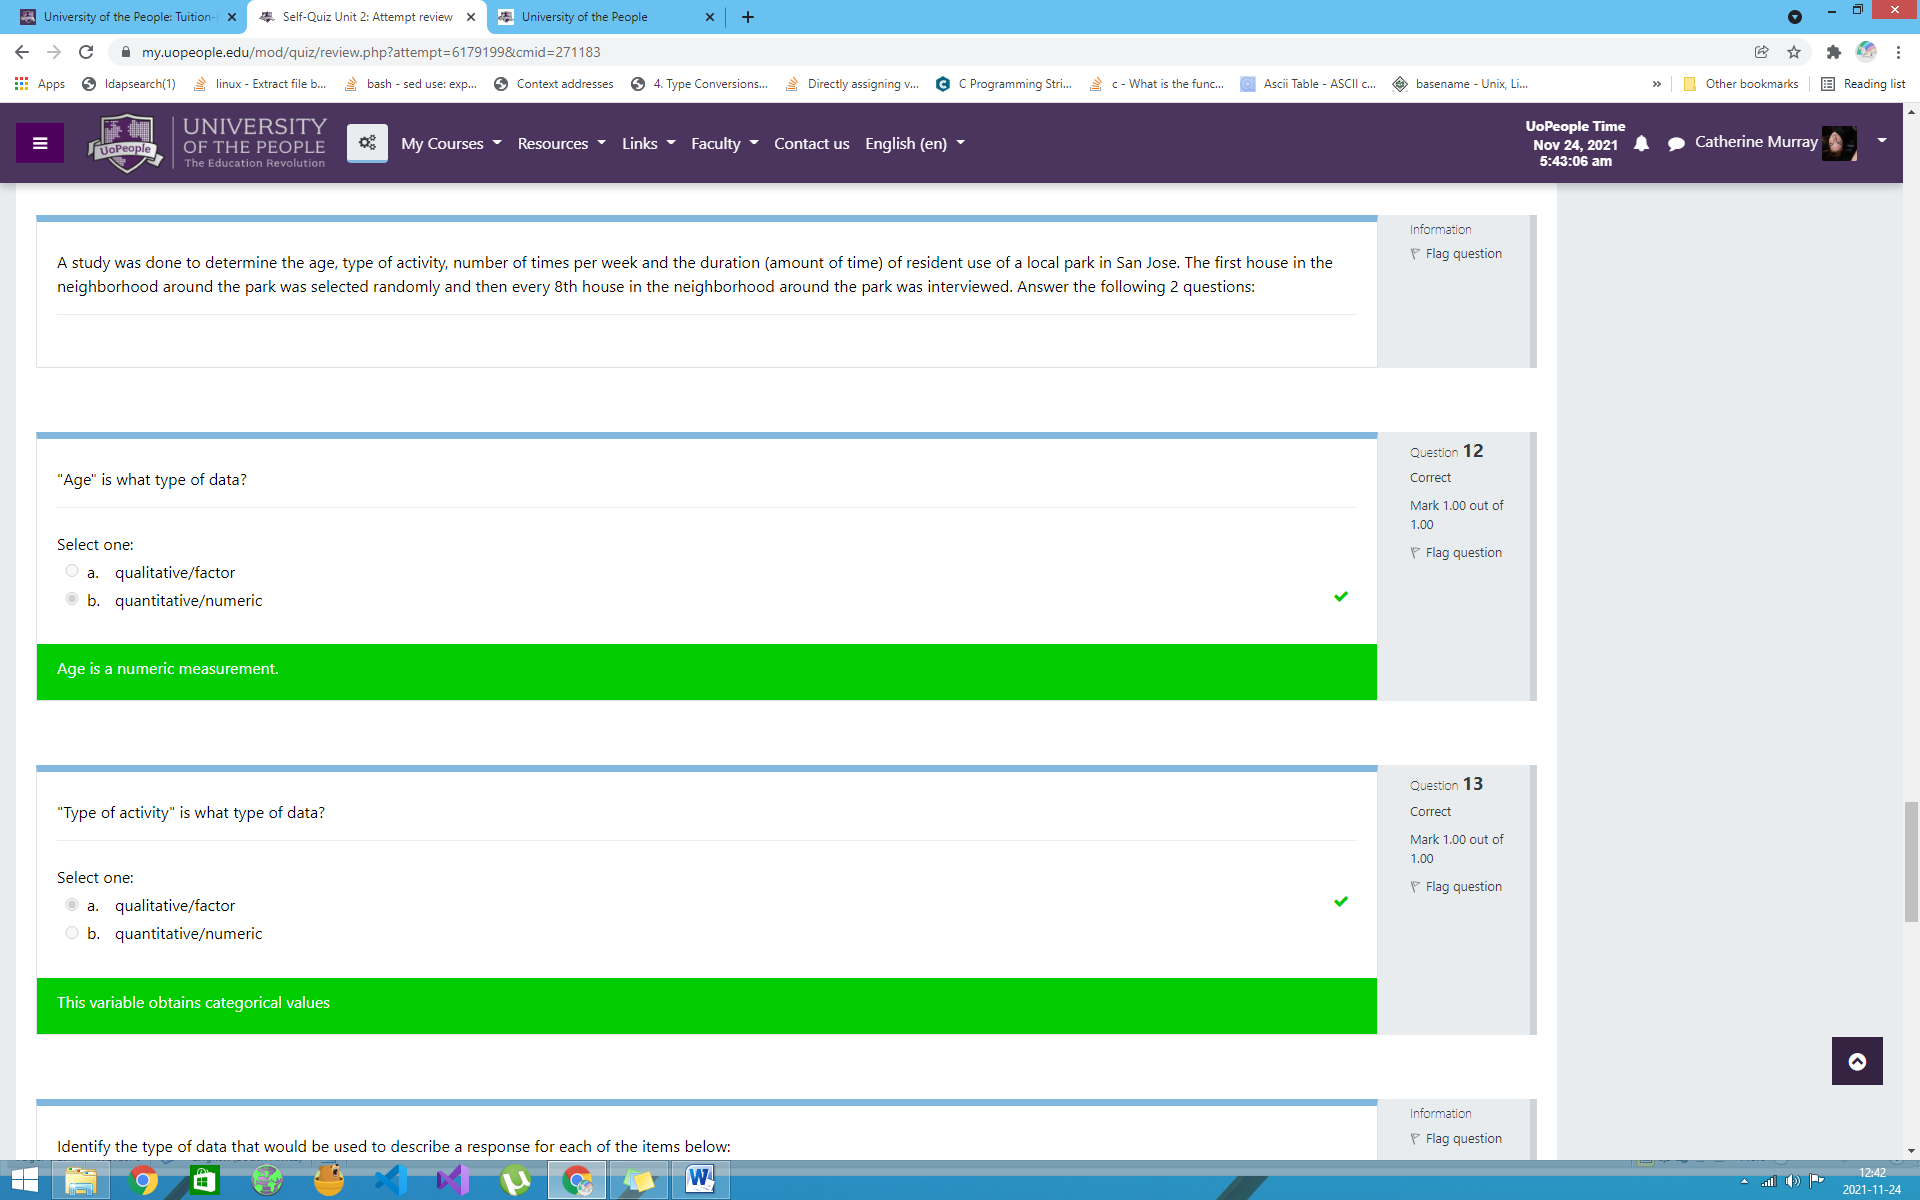 University of the People: Tuition-
Self-Quiz Unit 2: Attempt review
University of the People
my.uopeople.edu/mod/quiz/review.php?attempt=6179199&cmid=271183
Apps
ldapsearch(1)
linux - Extract file b...
bash - sed use: exp...
Context addresses
4. Type Conversions...
Directly assigning v...
C Programming Stri...
c - What is the func...
Ascii Table - ASCII c...
basename - Unix, Li...
»
Other bookmarks
Reading list
UoPeople
UNIVERSITY
OF THE PEOPLE
The Education Revolution
My Courses
Resources
Links
Faculty
Contact us
English (en)
UoPeople Time
Nov 24, 2021
5:43:06 am
Catherine Murray
A study was done to determine the age, type of activity, number of times per week and the duration (amount of time) of resident use of a local park in San Jose. The first house in the
neighborhood around the park was selected randomly and then every 8th house in the neighborhood around the park was interviewed. Answer the following 2 questions:
Information
Flag question
"Age" is what type of data?
Select one:
a. qualitative/factor
b. quantitative/numeric
Age is a numeric measurement.
Question 12
Correct
Mark 1.00 out of
1.00
Flag question
"Type of activity" is what type of data?
Select one:
a. qualitative/factor
b. quantitative/numeric
This variable obtains categorical values
Question 13
Correct
Mark 1.00 out of
1.00
Flag question
Identify the type of data that would be used to describe a response for each of the items below:
Information
Flag question
12:42
2021-11-24